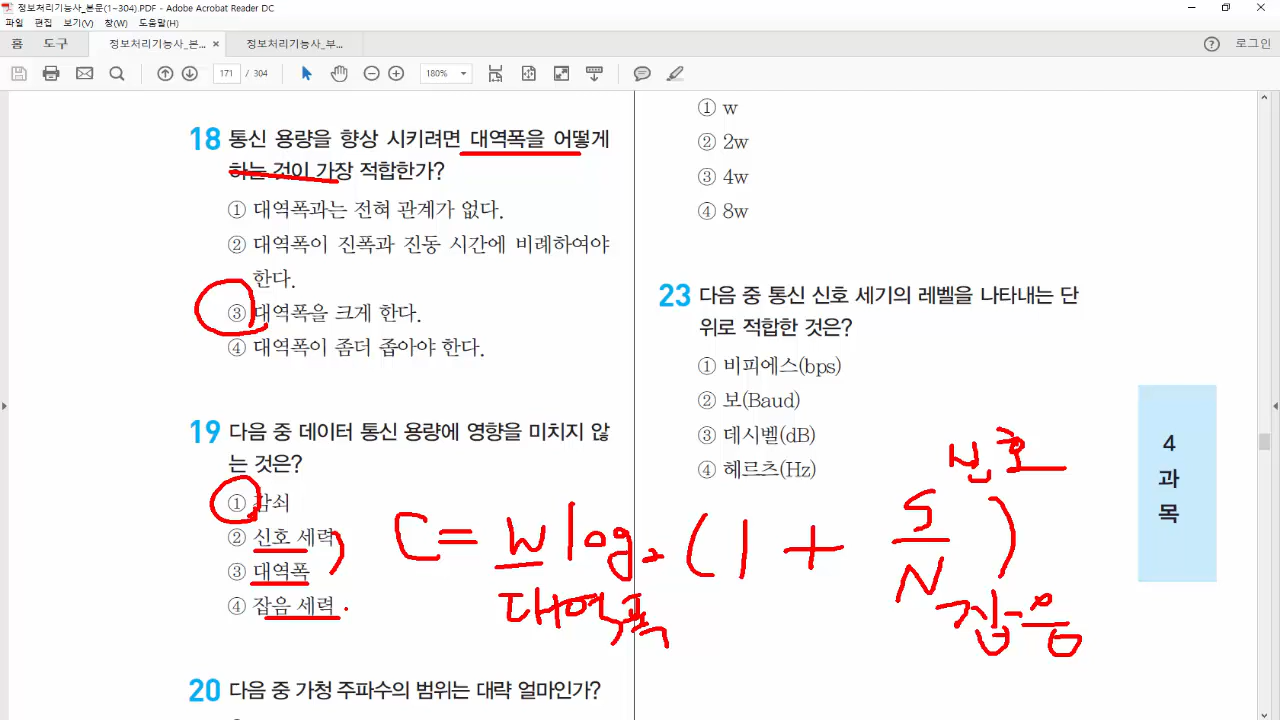 정보처리기능사_본문(1~304).PDF - Adobe Acrobat Reader DC
파일 편집 보기(V) 창(W) 도움말(H)
홈 도구 정보처리기능사_본... × 정보처리기능사_부... 로그인
171 / 304 180%
18 통신 용량을 향상 시키려면 대역폭을 어떻게
하는 것이 가장 적합한가?
① 대역폭과는 전혀 관계가 없다.
② 대역폭이 진폭과 진동 시간에 비례하여야
한다.
③ 대역폭을 크게 한다.
④ 대역폭이 좀더 좁아야 한다.
19 다음 중 데이터 통신 용량에 영향을 미치지 않
는 것은?
① 감쇠
② 신호 세력
③ 대역폭
④ 잡음 세력
C = W log₂ (1 + S/N)
대역폭
신호
잡음
20 다음 중 가청 주파수의 범위는 대략 얼마인가?
① w
② 2w
③ 4w
④ 8w
23 다음 중 통신 신호 세기의 레벨을 나타내는 단
위로 적합한 것은?
① 비피에스(bps)
② 보(Baud)
③ 데시벨(dB)
④ 헤르츠(Hz)
4
과
목